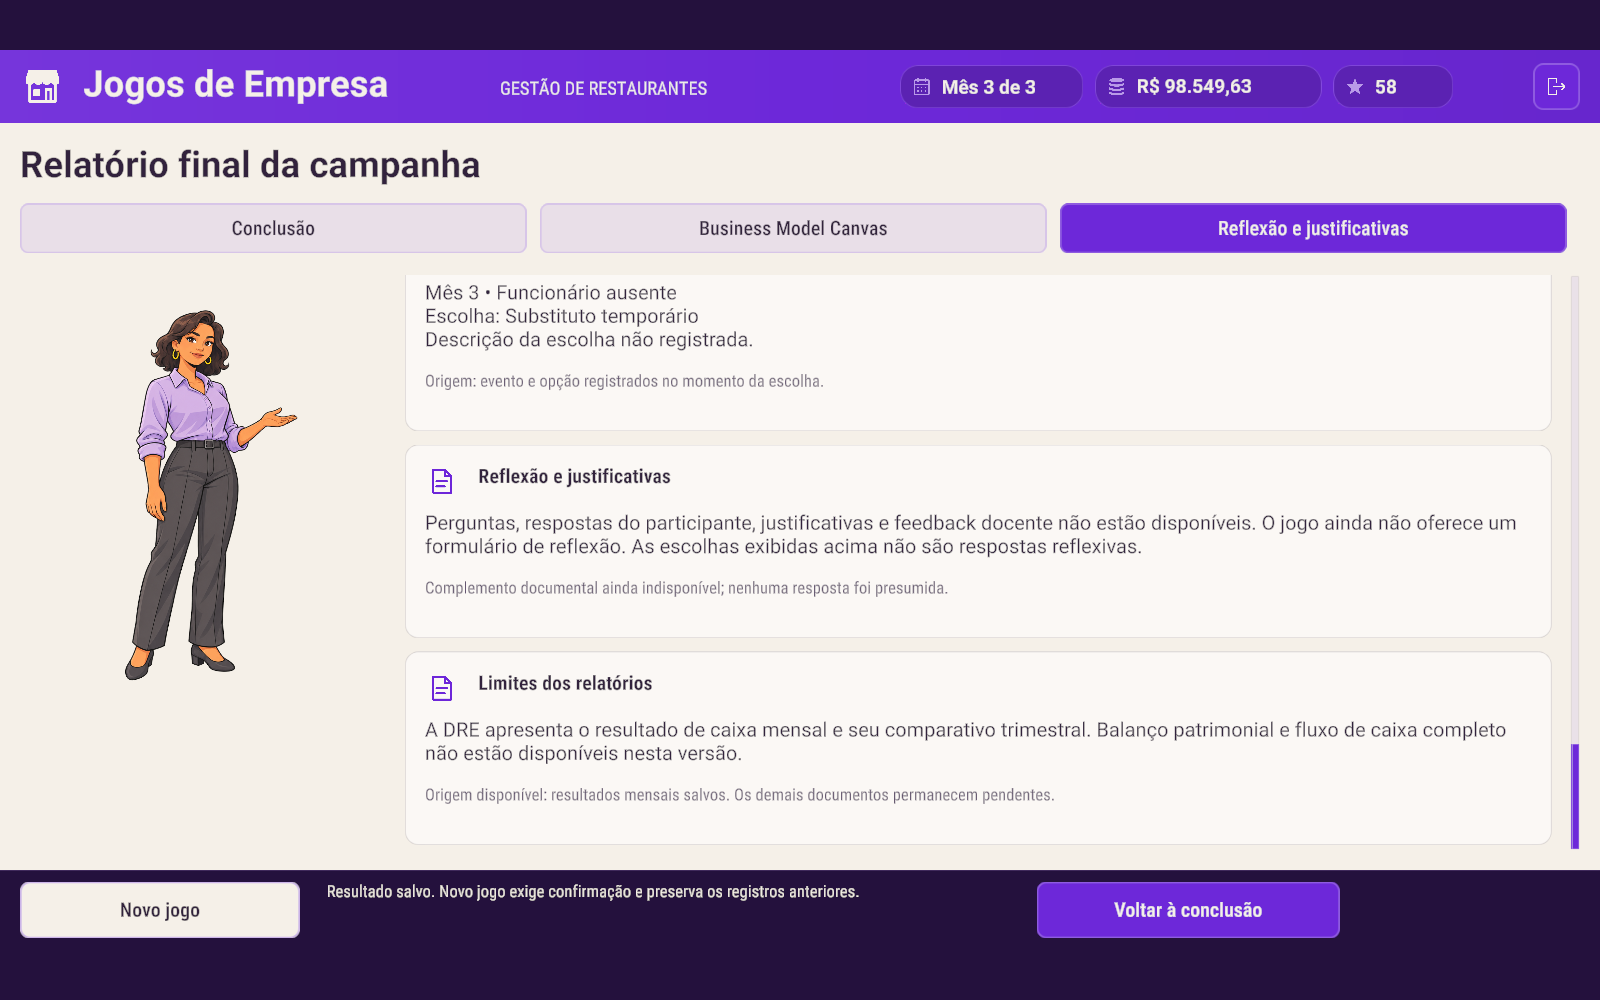 Jogos de Empresa
GESTÃO DE RESTAURANTES
Mês 3 de 3
R$ 98.549,63
58
Relatório final da campanha
Conclusão
Business Model Canvas
Reflexão e justificativas
Mês 3 • Funcionário ausente
Escolha: Substituto temporário
Descrição da escolha não registrada.
Origem: evento e opção registrados no momento da escolha.
Reflexão e justificativas
Perguntas, respostas do participante, justificativas e feedback docente não estão disponíveis. O jogo ainda não oferece um
formulário de reflexão. As escolhas exibidas acima não são respostas reflexivas.
Complemento documental ainda indisponível; nenhuma resposta foi presumida.
Limites dos relatórios
A DRE apresenta o resultado de caixa mensal e seu comparativo trimestral. Balanço patrimonial e fluxo de caixa completo
não estão disponíveis nesta versão.
Origem disponível: resultados mensais salvos. Os demais documentos permanecem pendentes.
Novo jogo
Resultado salvo. Novo jogo exige confirmação e preserva os registros anteriores.
Voltar à conclusão